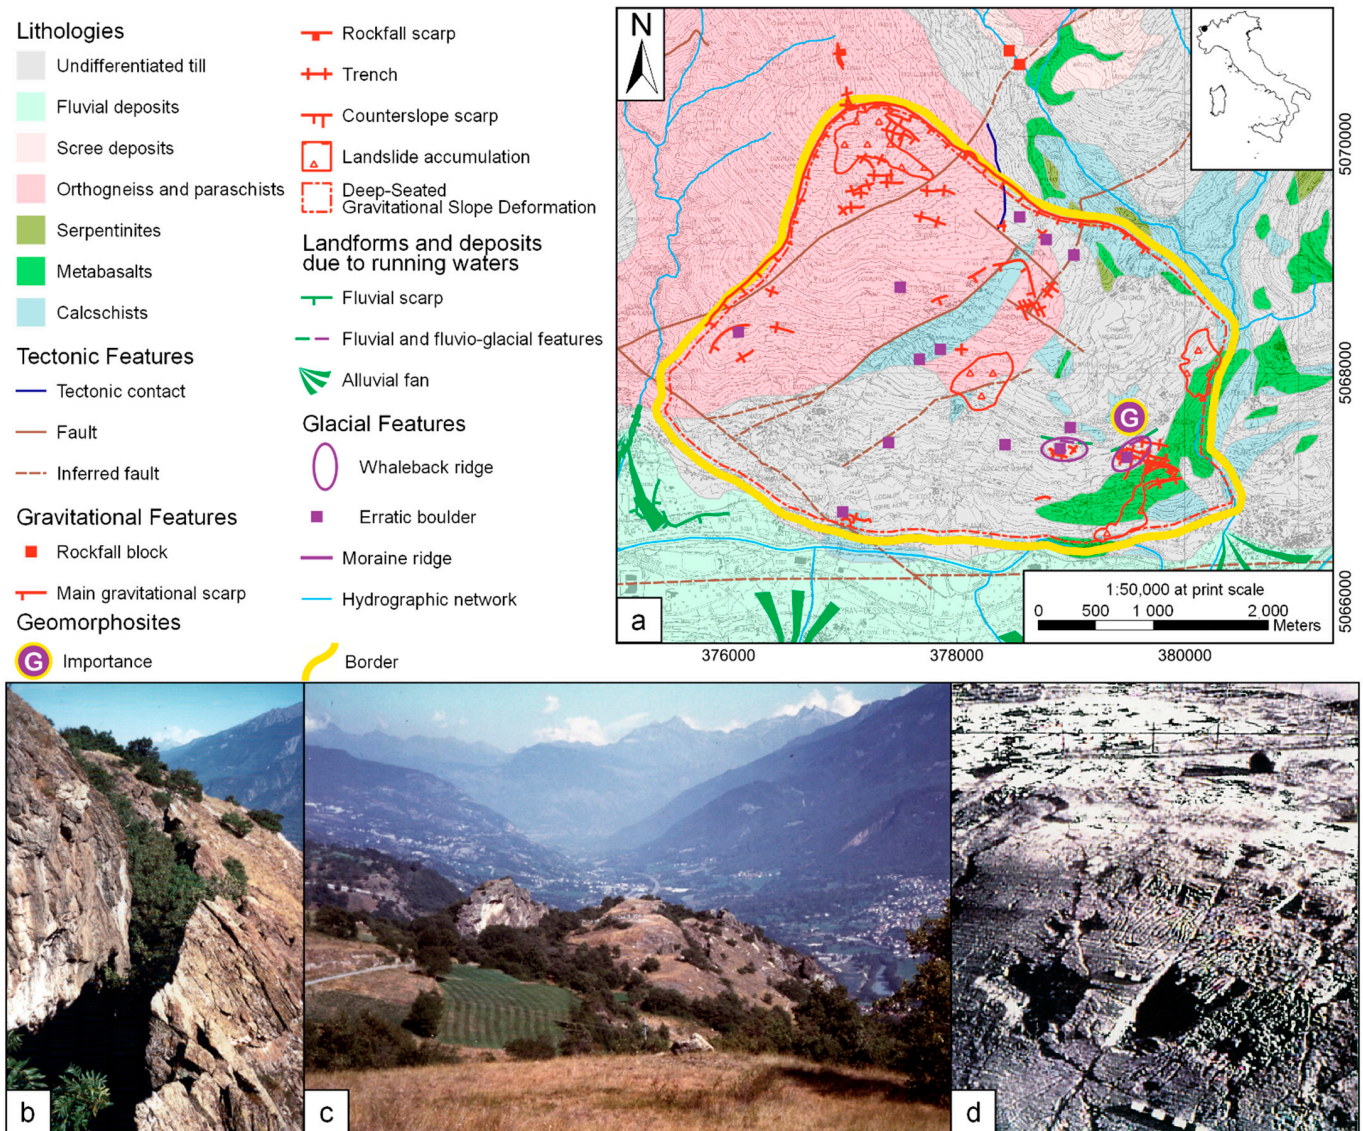 Lithologies
Undifferentiated till
Fluvial deposits
Scree deposits
Orthogneiss and paraschists
Serpentinites
Metabasalts
Calcschists
Tectonic Features
Tectonic contact
Fault
Inferred fault
Gravitational Features
Rockfall block
Main gravitational scarp
Geomorphosites
G
Importance
Rockfall scarp
Trench
Counterslope scarp
Landslide accumulation
Deep-Seated
Gravitational Slope Deformation
Landforms and deposits
due to running waters
Fluvial scarp
Fluvial and fluvio-glacial features
Alluvial fan
Glacial Features
Whaleback ridge
Erratic boulder
Moraine ridge
Hydrographic network
Border
N
G
a
1:50,000 at print scale
0 500 1 000 2 000
Meters
376000 378000 380000
5070000
5068000
5066000
b
c
d